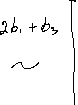 2b₁ + b₃
~